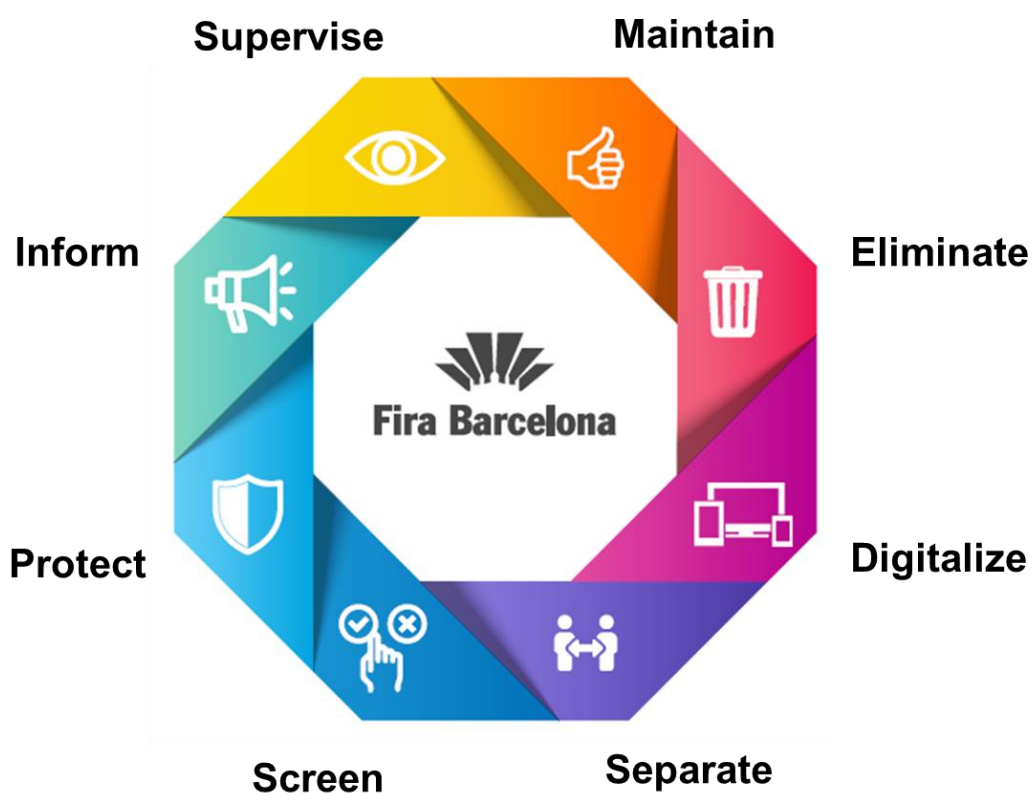 Supervise
Maintain
Inform
Eliminate
Fira Barcelona
Protect
Digitalize
Screen
Separate